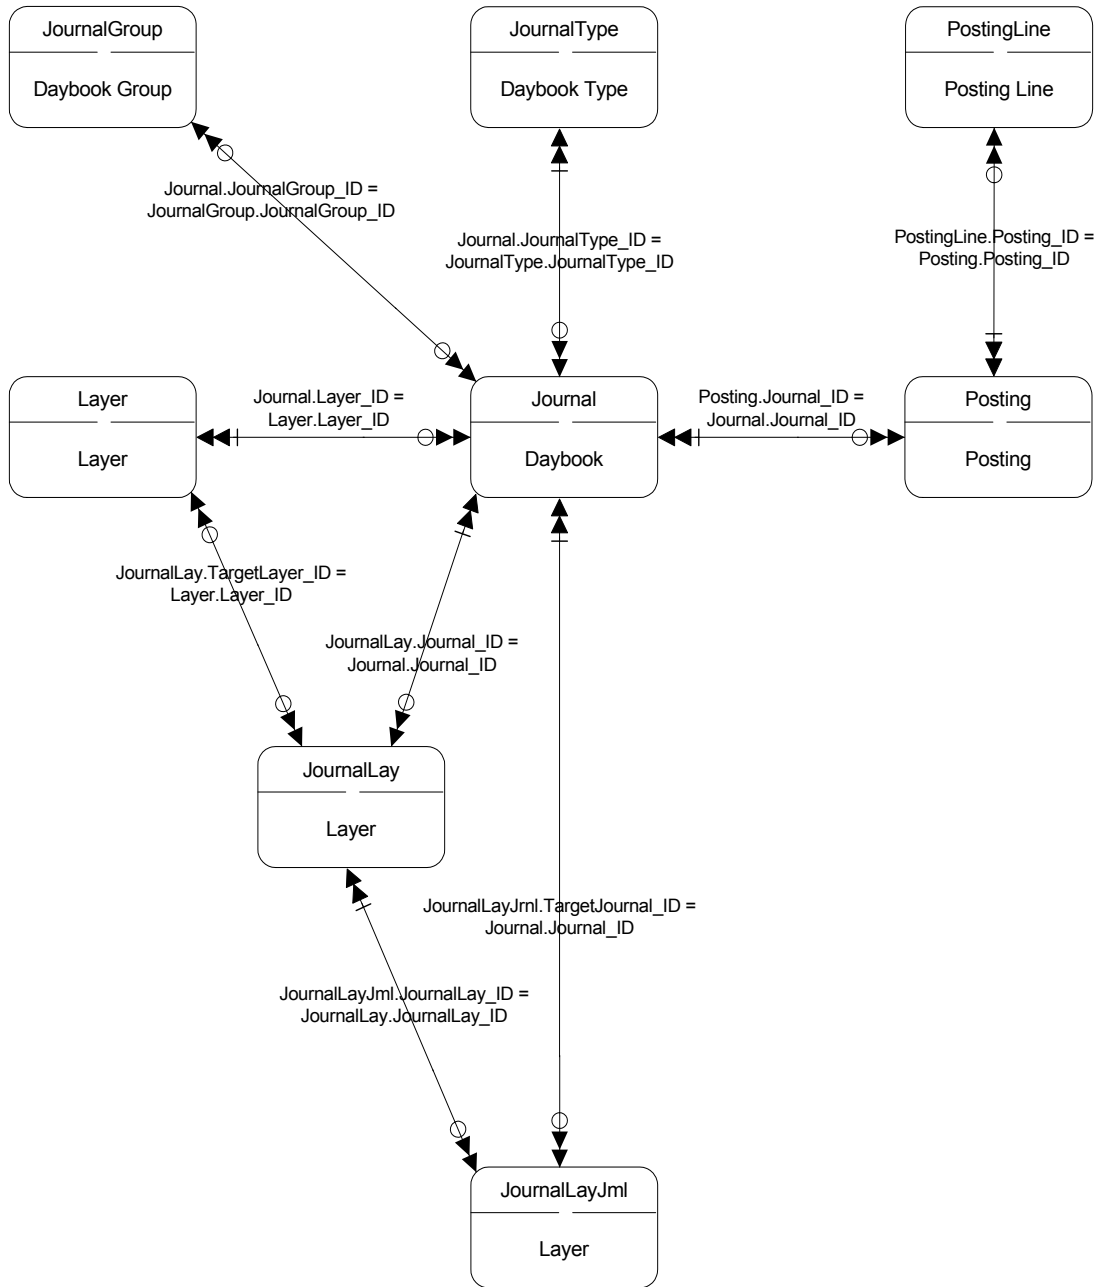 JournalGroup
Daybook Group
JournalType
Daybook Type
PostingLine
Posting Line
Journal.JournalGroup_ID =
JournalGroup.JournalGroup_ID
Journal.JournalType_ID =
JournalType.JournalType_ID
PostingLine.Posting_ID =
Posting.Posting_ID
Layer
Layer
Journal.Layer_ID =
Layer.Layer_ID
Journal
Daybook
Posting.Journal_ID =
Journal.Journal_ID
Posting
Posting
JournalLay.TargetLayer_ID =
Layer.Layer_ID
JournalLay.Journal_ID =
Journal.Journal_ID
JournalLay
Layer
JournalLayJrnl.TargetJournal_ID =
Journal.Journal_ID
JournalLayJml.JournalLay_ID =
JournalLay.JournalLay_ID
JournalLayJml
Layer